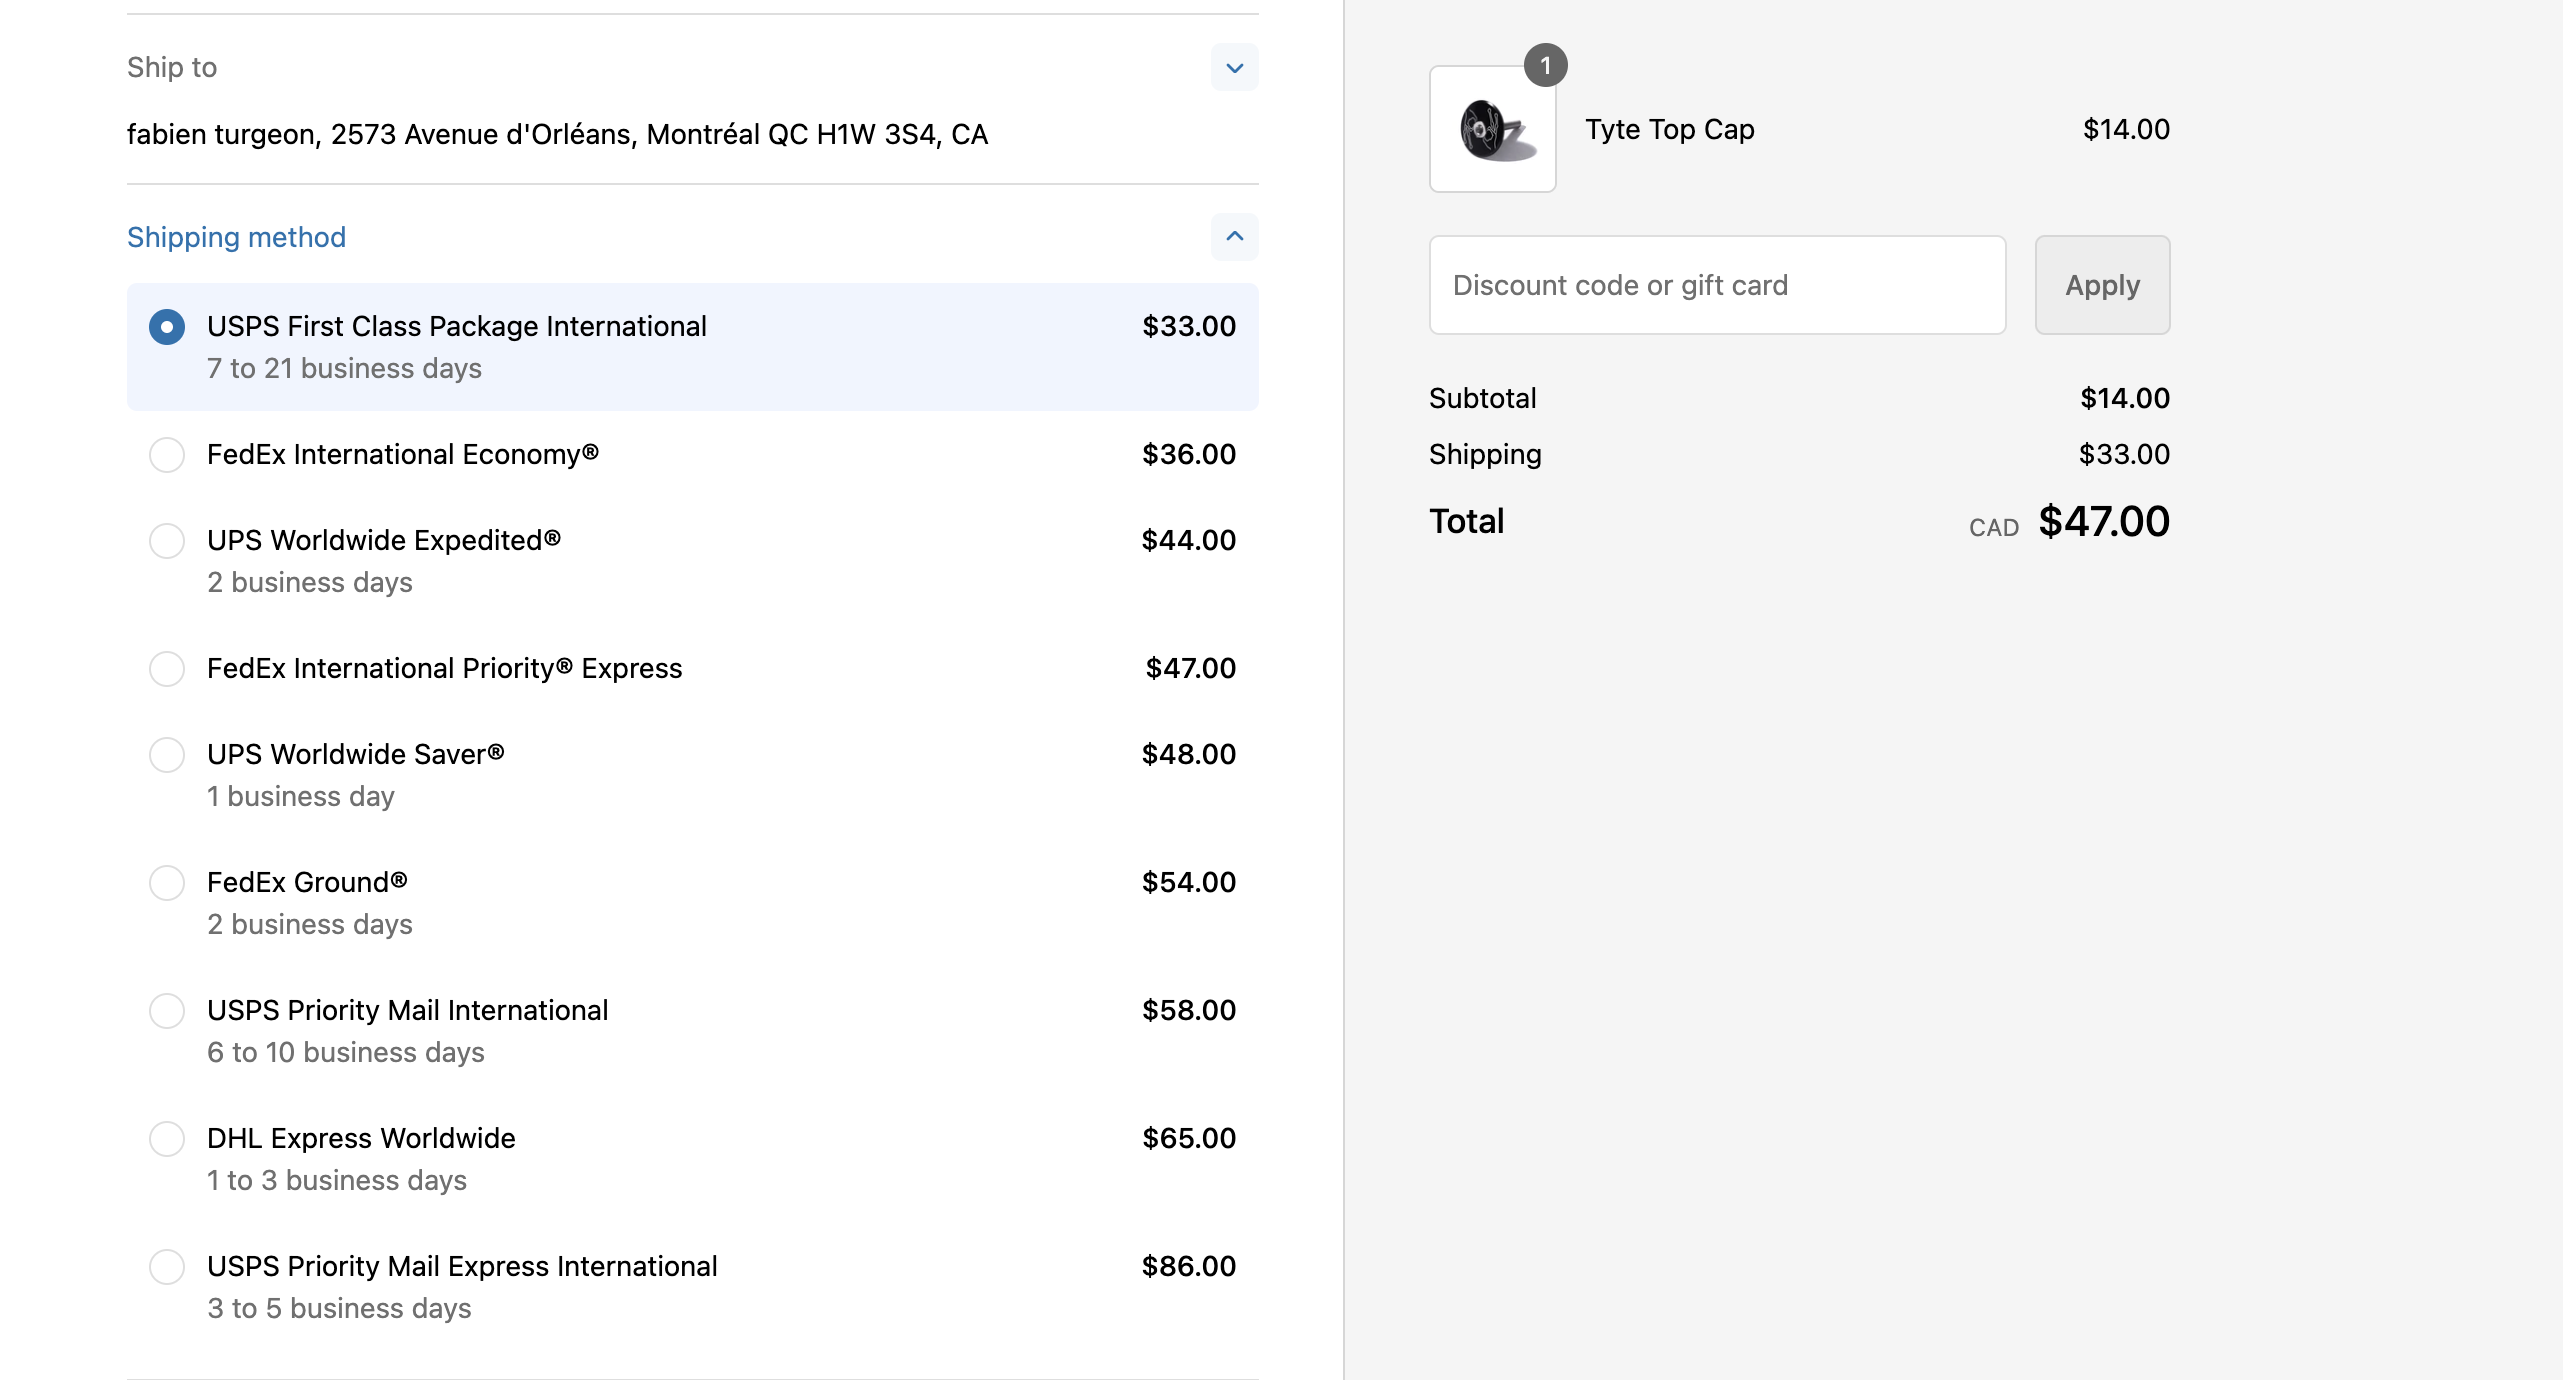 Ship to
fabien turgeon, 2573 Avenue d'Orléans, Montréal QC H1W 3S4, CA
Shipping method
USPS First Class Package International $33.00
7 to 21 business days
FedEx International Economy® $36.00
UPS Worldwide Expedited® $44.00
2 business days
FedEx International Priority® Express $47.00
UPS Worldwide Saver® $48.00
1 business day
FedEx Ground® $54.00
2 business days
USPS Priority Mail International $58.00
6 to 10 business days
DHL Express Worldwide $65.00
1 to 3 business days
USPS Priority Mail Express International $86.00
3 to 5 business days
1
Tyte Top Cap $14.00
Discount code or gift card Apply
Subtotal $14.00
Shipping $33.00
Total CAD $47.00